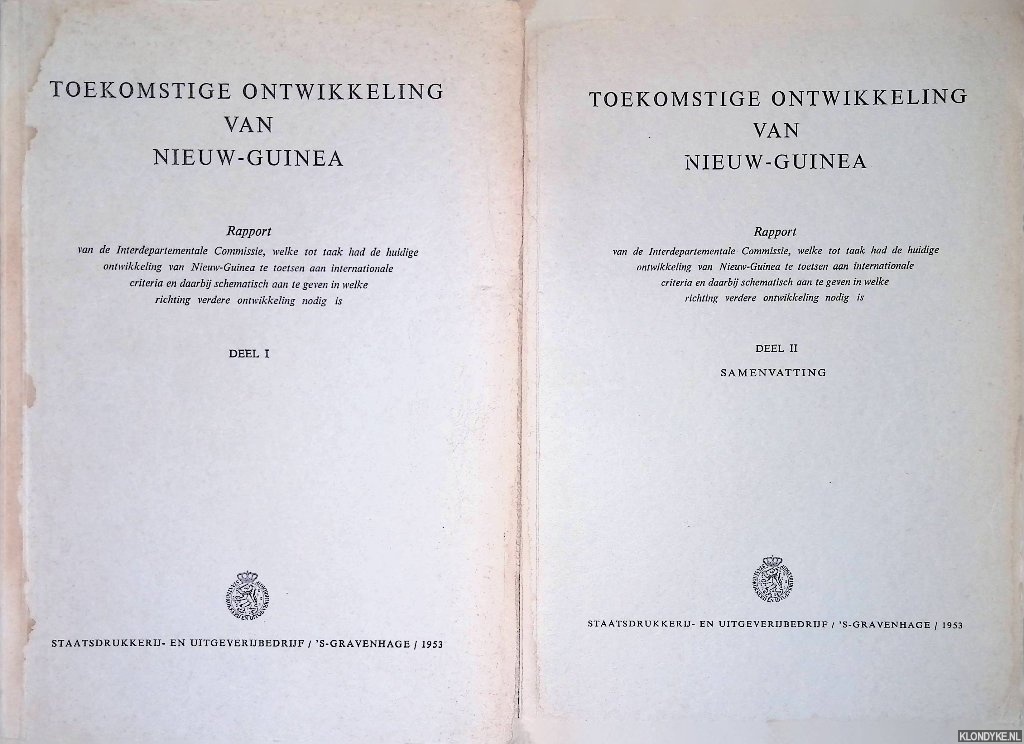 TOEKOMSTIGE ONTWIKKELING
VAN
NIEUW-GUINEA
Rapport
van de Interdepartementale Commissie, welke tot taak had de huidige
ontwikkeling van Nieuw-Guinea te toetsen aan internationale
criteria en daarbij schematisch aan te geven in welke
richting verdere ontwikkeling nodig is
DEEL I
STAATSDRUKKERIJ- EN UITGEVERIJBEDRIJF / 'S-GRAVENHAGE / 1953
TOEKOMSTIGE ONTWIKKELING
VAN
NIEUW-GUINEA
Rapport
van de Interdepartementale Commissie, welke tot taak had de huidige
ontwikkeling van Nieuw-Guinea te toetsen aan internationale
criteria en daarbij schematisch aan te geven in welke
richting verdere ontwikkeling nodig is
DEEL II
SAMENVATTING
STAATSDRUKKERIJ- EN UITGEVERIJBEDRIJF / 'S-GRAVENHAGE / 1953
KLONDYKE.NL